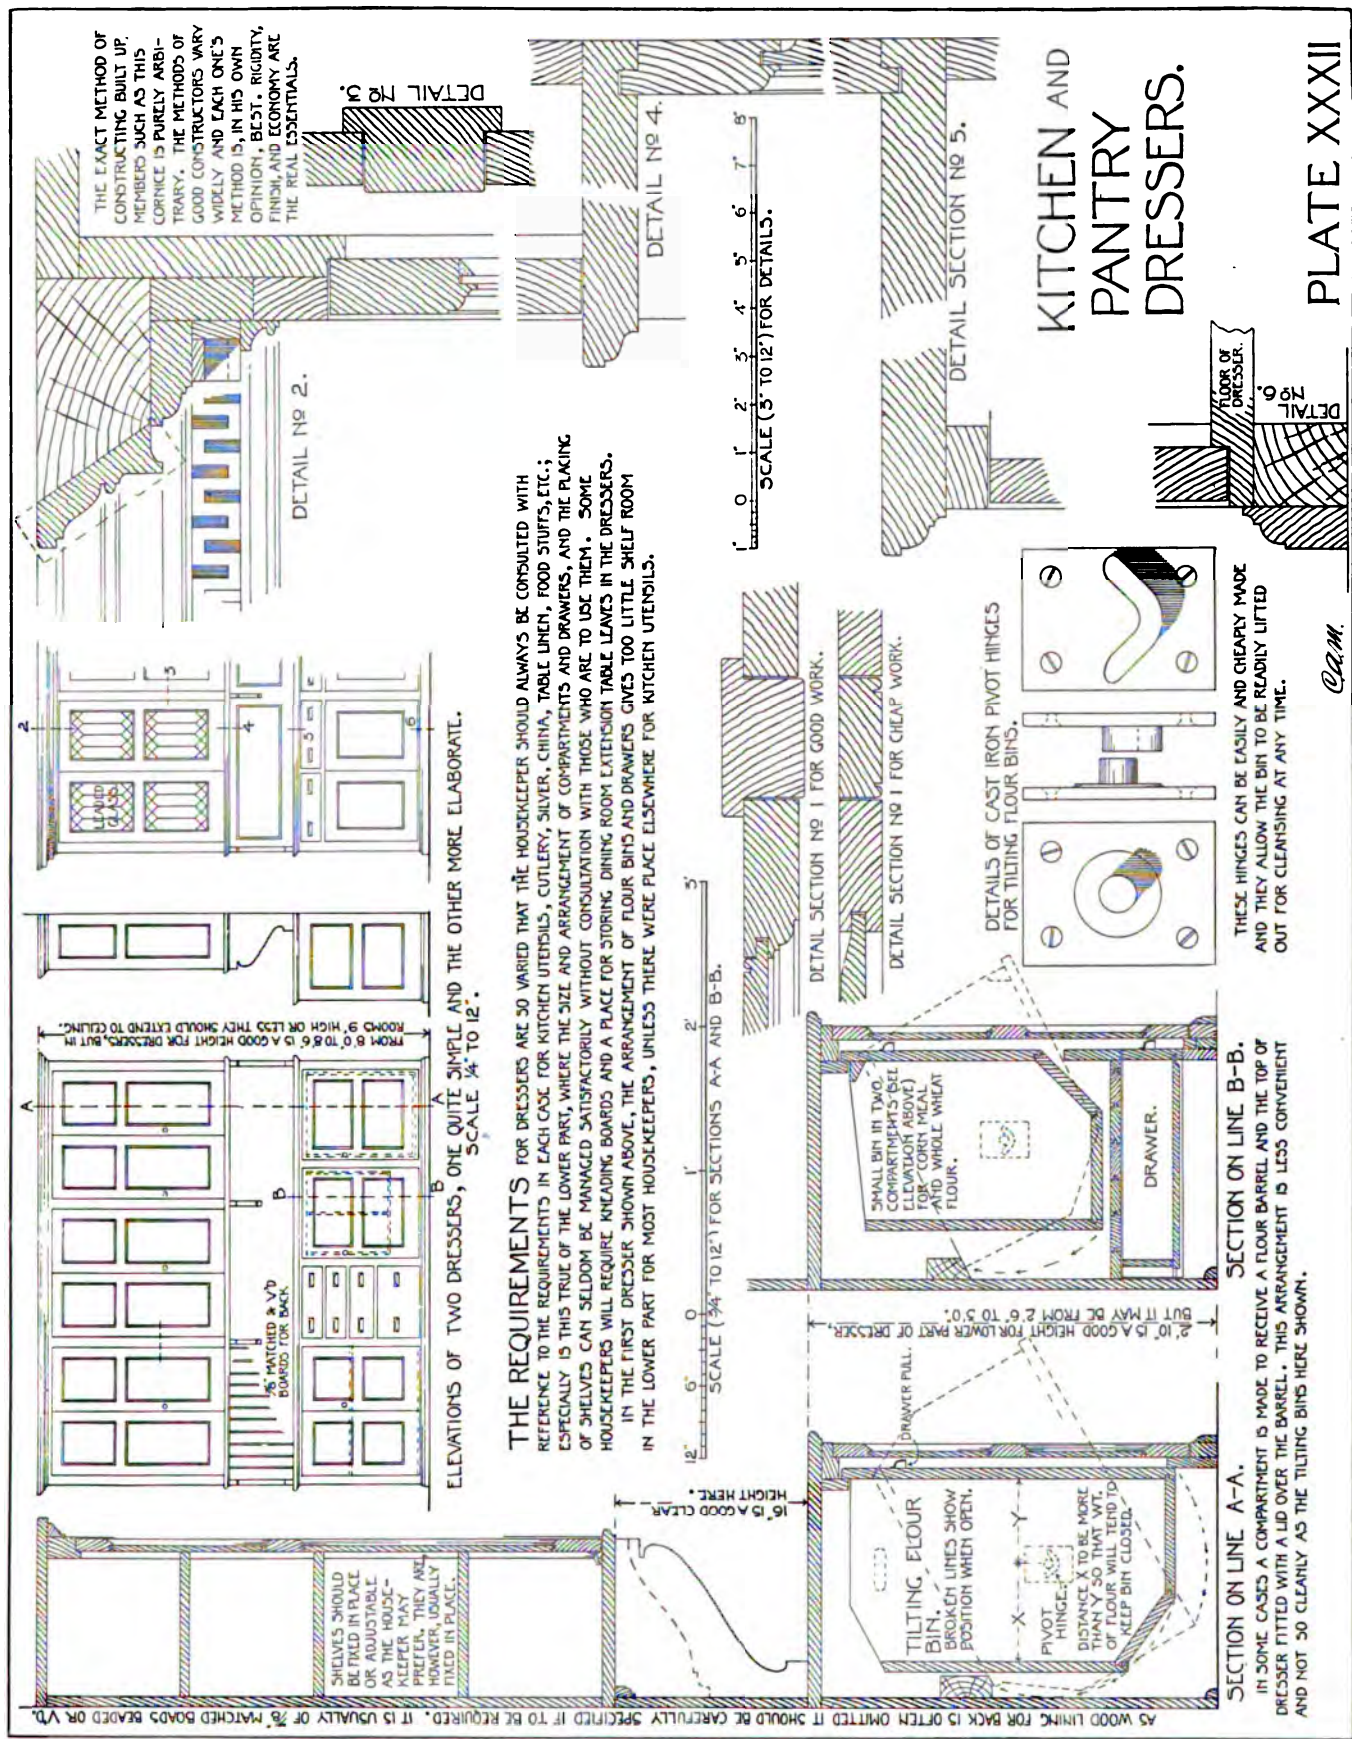 THE EXACT METHOD OF
CONSTRUCTING BUILT UP
MEMBERS SUCH AS THIS
CORNICE IS PURELY ARBI-
TRARY. THE METHODS OF
GOOD CONSTRUCTORS VARY
WIDELY AND EACH ONE'S
METHOD IS, IN HIS OWN
OPINION, BEST. RIGIDITY,
FINISH, AND ECONOMY ARE
THE REAL ESSENTIALS.
DETAIL Nº 2.
DETAIL Nº 3.
DETAIL Nº 4.
2
3
4
5
6
LEADED
GLASS
FROM 8'0" TO 8'6" IS A GOOD HEIGHT FOR DRESSERS, BUT IN
ROOMS 9' HIGH OR LESS THEY SHOULD EXTEND TO CEILING.
A
A
B
B
⅞" MATCHED & V'D
BOARDS FOR BACK
ELEVATIONS OF TWO DRESSERS, ONE QUITE SIMPLE AND THE OTHER MORE ELABORATE.
SCALE ¼" TO 12".
SHELVES SHOULD
BE FIXED IN PLACE
OR ADJUSTABLE
AS THE HOUSE-
KEEPER MAY
PREFER. THEY ARE,
HOWEVER, USUALLY
FIXED IN PLACE.
AS WOOD LINING FOR BACK IS OFTEN OMITTED IT SHOULD BE CAREFULLY SPECIFIED IF TO BE REQUIRED. IT IS USUALLY OF ⅞" MATCHED BOARDS BEADED OR V'D.
THE REQUIREMENTS FOR DRESSERS ARE SO VARIED THAT THE HOUSEKEEPER SHOULD ALWAYS BE CONSULTED WITH
REFERENCE TO THE REQUIREMENTS IN EACH CASE FOR KITCHEN UTENSILS, CUTLERY, SILVER, CHINA, TABLE LINEN, FOOD STUFFS, ETC.;
ESPECIALLY IS THIS TRUE OF THE LOWER PART, WHERE THE SIZE AND ARRANGEMENT OF COMPARTMENTS AND DRAWERS, AND THE PLACING
OF SHELVES CAN SELDOM BE MANAGED SATISFACTORILY WITHOUT CONSULTATION WITH THOSE WHO ARE TO USE THEM. SOME
HOUSEKEEPERS WILL REQUIRE KNEADING BOARDS AND A PLACE FOR STORING DINING ROOM EXTENSION TABLE LEAVES IN THE DRESSERS.
IN THE FIRST DRESSER SHOWN ABOVE, THE ARRANGEMENT OF FLOUR BINS AND DRAWERS GIVES TOO LITTLE SHELF ROOM
IN THE LOWER PART FOR MOST HOUSEKEEPERS, UNLESS THERE WERE PLACE ELSEWHERE FOR KITCHEN UTENSILS.
12" 6" 0 1' 2' 3'
SCALE (¾" TO 12") FOR SECTIONS A-A AND B-B.
1" 0 1" 2" 3" 4" 5" 6" 7" 8"
SCALE (3" TO 12") FOR DETAILS.
16" IS A GOOD CLEAR
HEIGHT HERE.
DRAWER PULL.
TILTING FLOUR
BIN.
BROKEN LINES SHOW
POSITION WHEN OPEN.
X Y
PIVOT
HINGE.
DISTANCE X TO BE MORE
THAN Y SO THAT WT.
OF FLOUR WILL TEND TO
KEEP BIN CLOSED.
2'10" IS A GOOD HEIGHT FOR LOWER PART OF DRESSER,
BUT IT MAY BE FROM 2'6" TO 3'0".
SMALL BIN IN TWO
COMPARTMENTS (SEE
ELEVATION ABOVE)
FOR CORN MEAL
AND WHOLE WHEAT
FLOUR.
DRAWER.
SECTION ON LINE A-A.
SECTION ON LINE B-B.
IN SOME CASES A COMPARTMENT IS MADE TO RECEIVE A FLOUR BARREL AND THE TOP OF
DRESSER FITTED WITH A LID OVER THE BARREL. THIS ARRANGEMENT IS LESS CONVENIENT
AND NOT SO CLEANLY AS THE TILTING BINS HERE SHOWN.
DETAIL SECTION Nº 1 FOR GOOD WORK.
DETAIL SECTION Nº 1 FOR CHEAP WORK.
DETAILS OF CAST IRON PIVOT HINGES
FOR TILTING FLOUR BINS.
THESE HINGES CAN BE EASILY AND CHEAPLY MADE
AND THEY ALLOW THE BIN TO BE READILY LIFTED
OUT FOR CLEANSING AT ANY TIME.
DETAIL SECTION Nº 5.
FLOOR OF
DRESSER.
DETAIL
Nº 6.
KITCHEN AND
PANTRY
DRESSERS.
C.A.M.
PLATE XXXII